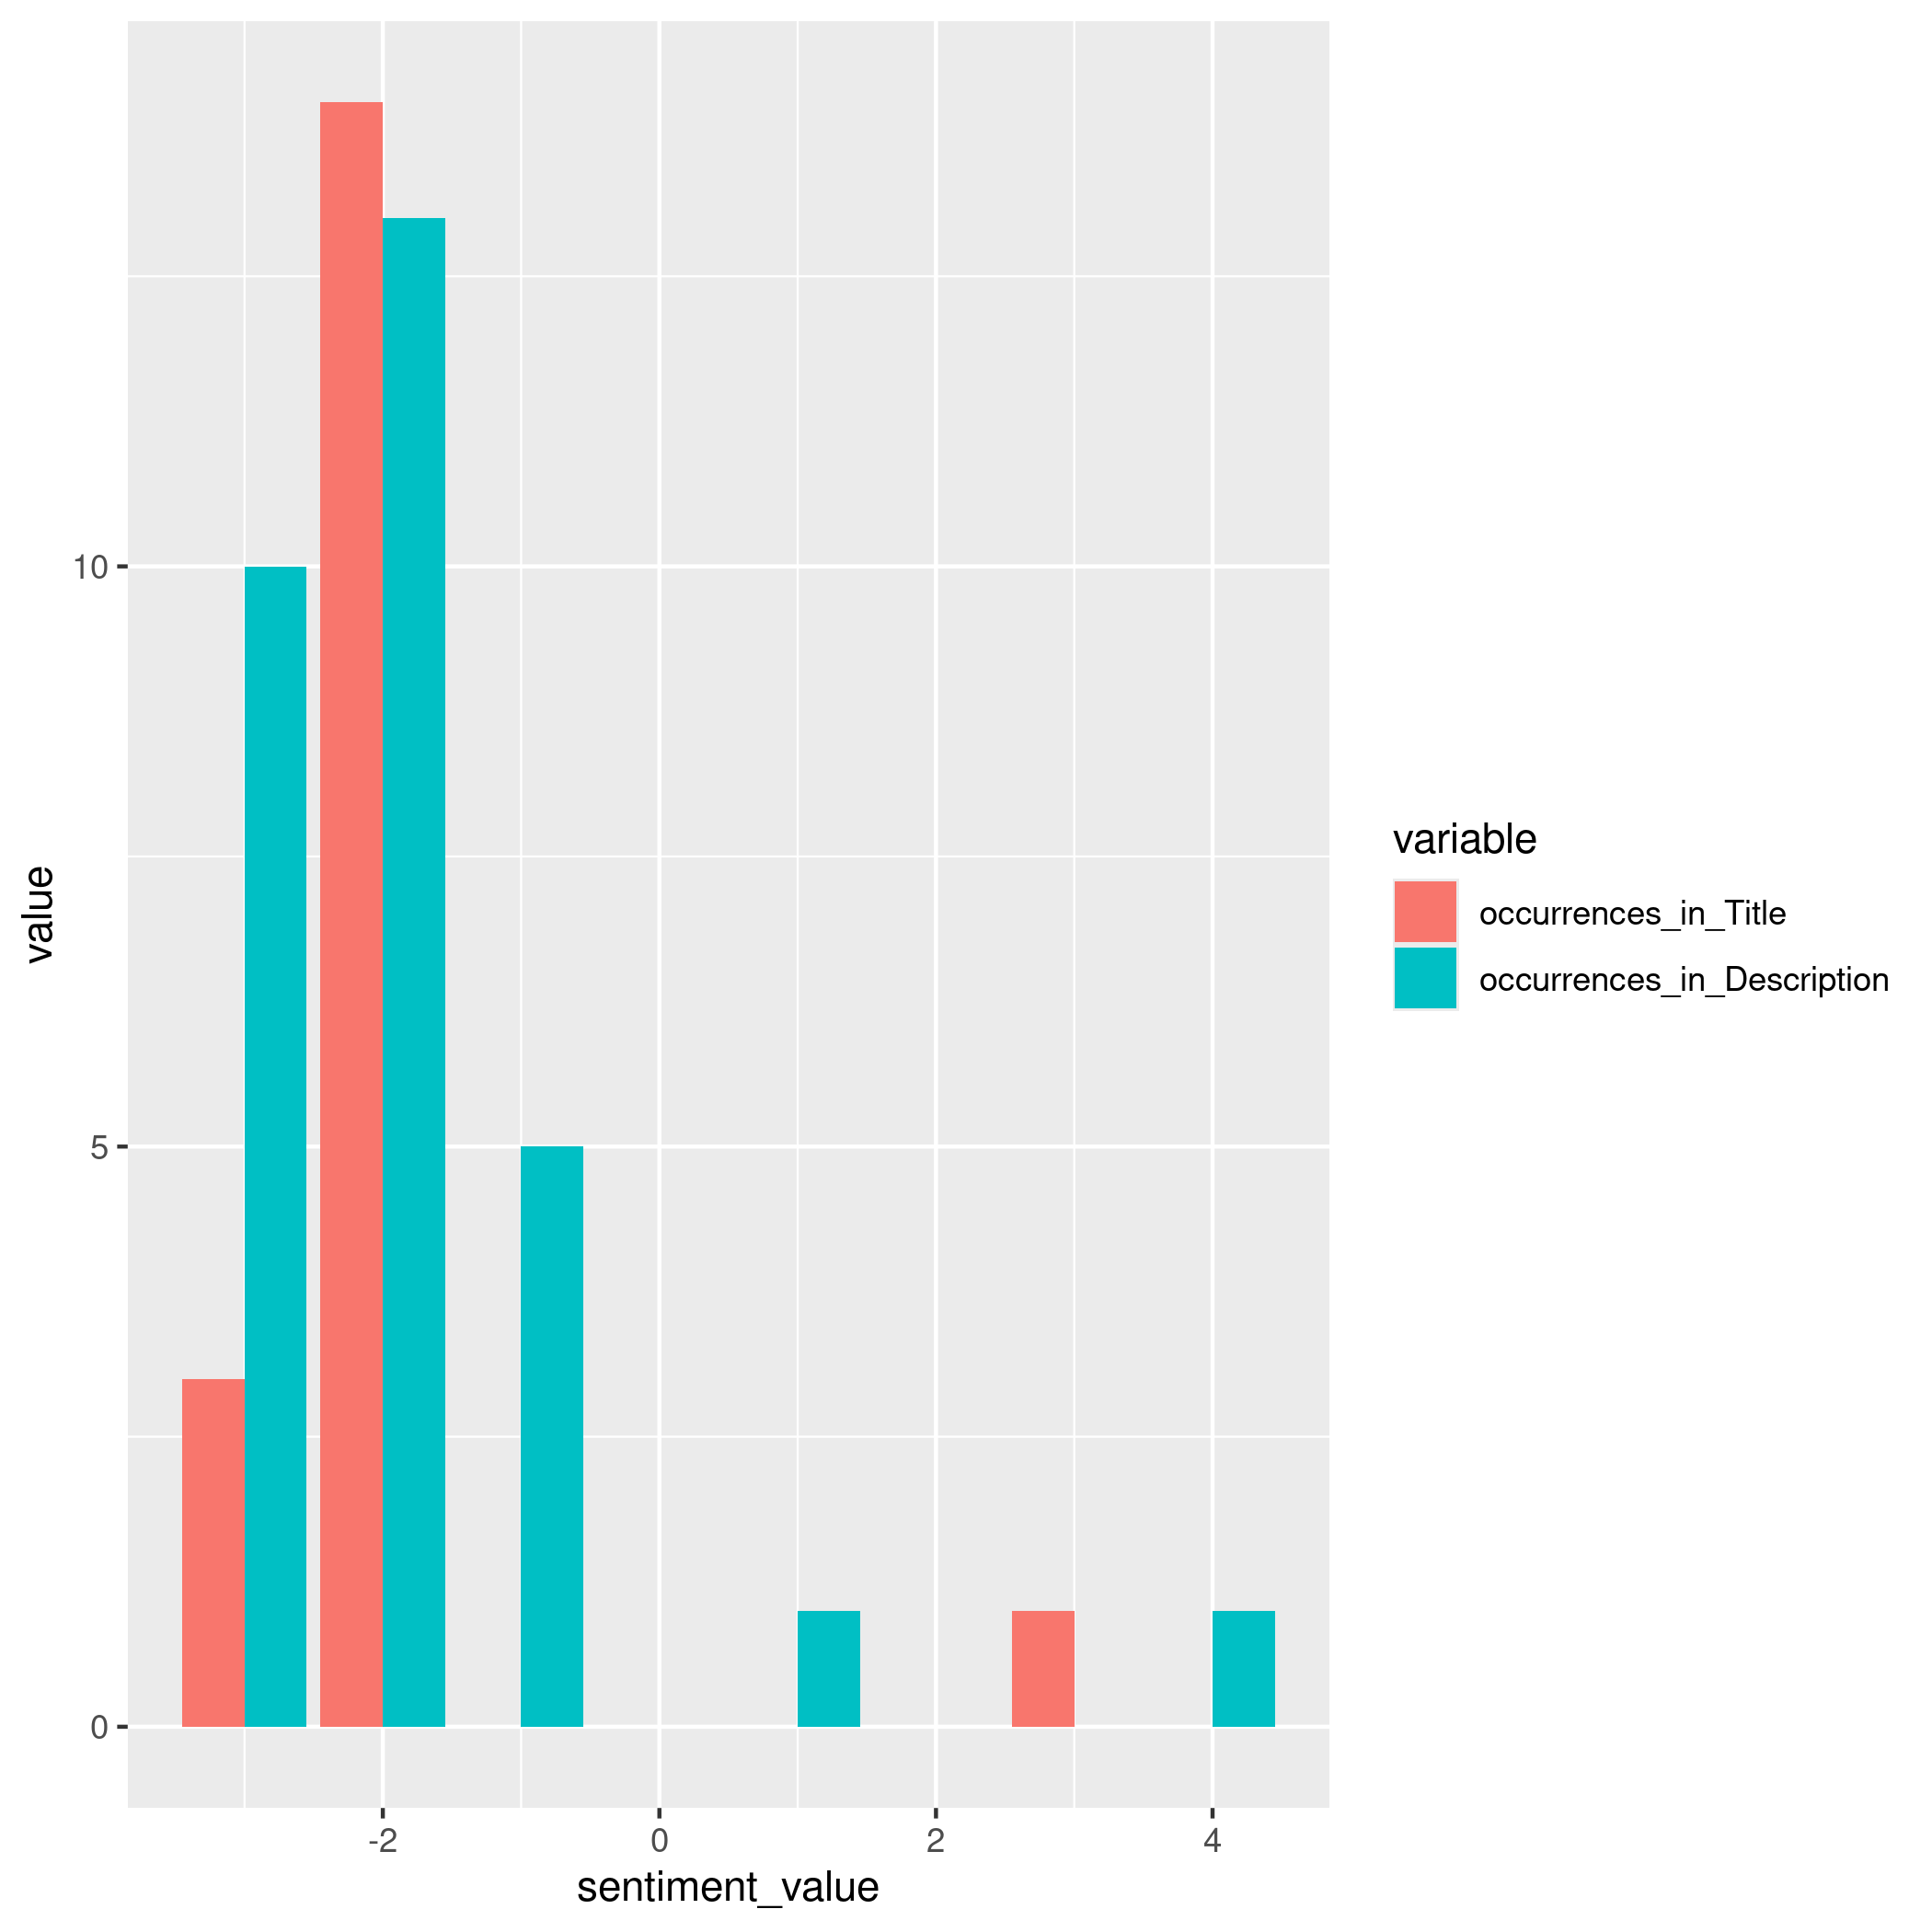 value
10
5
0
-2 0 2 4
sentiment_value
variable
occurrences_in_Title
occurrences_in_Description